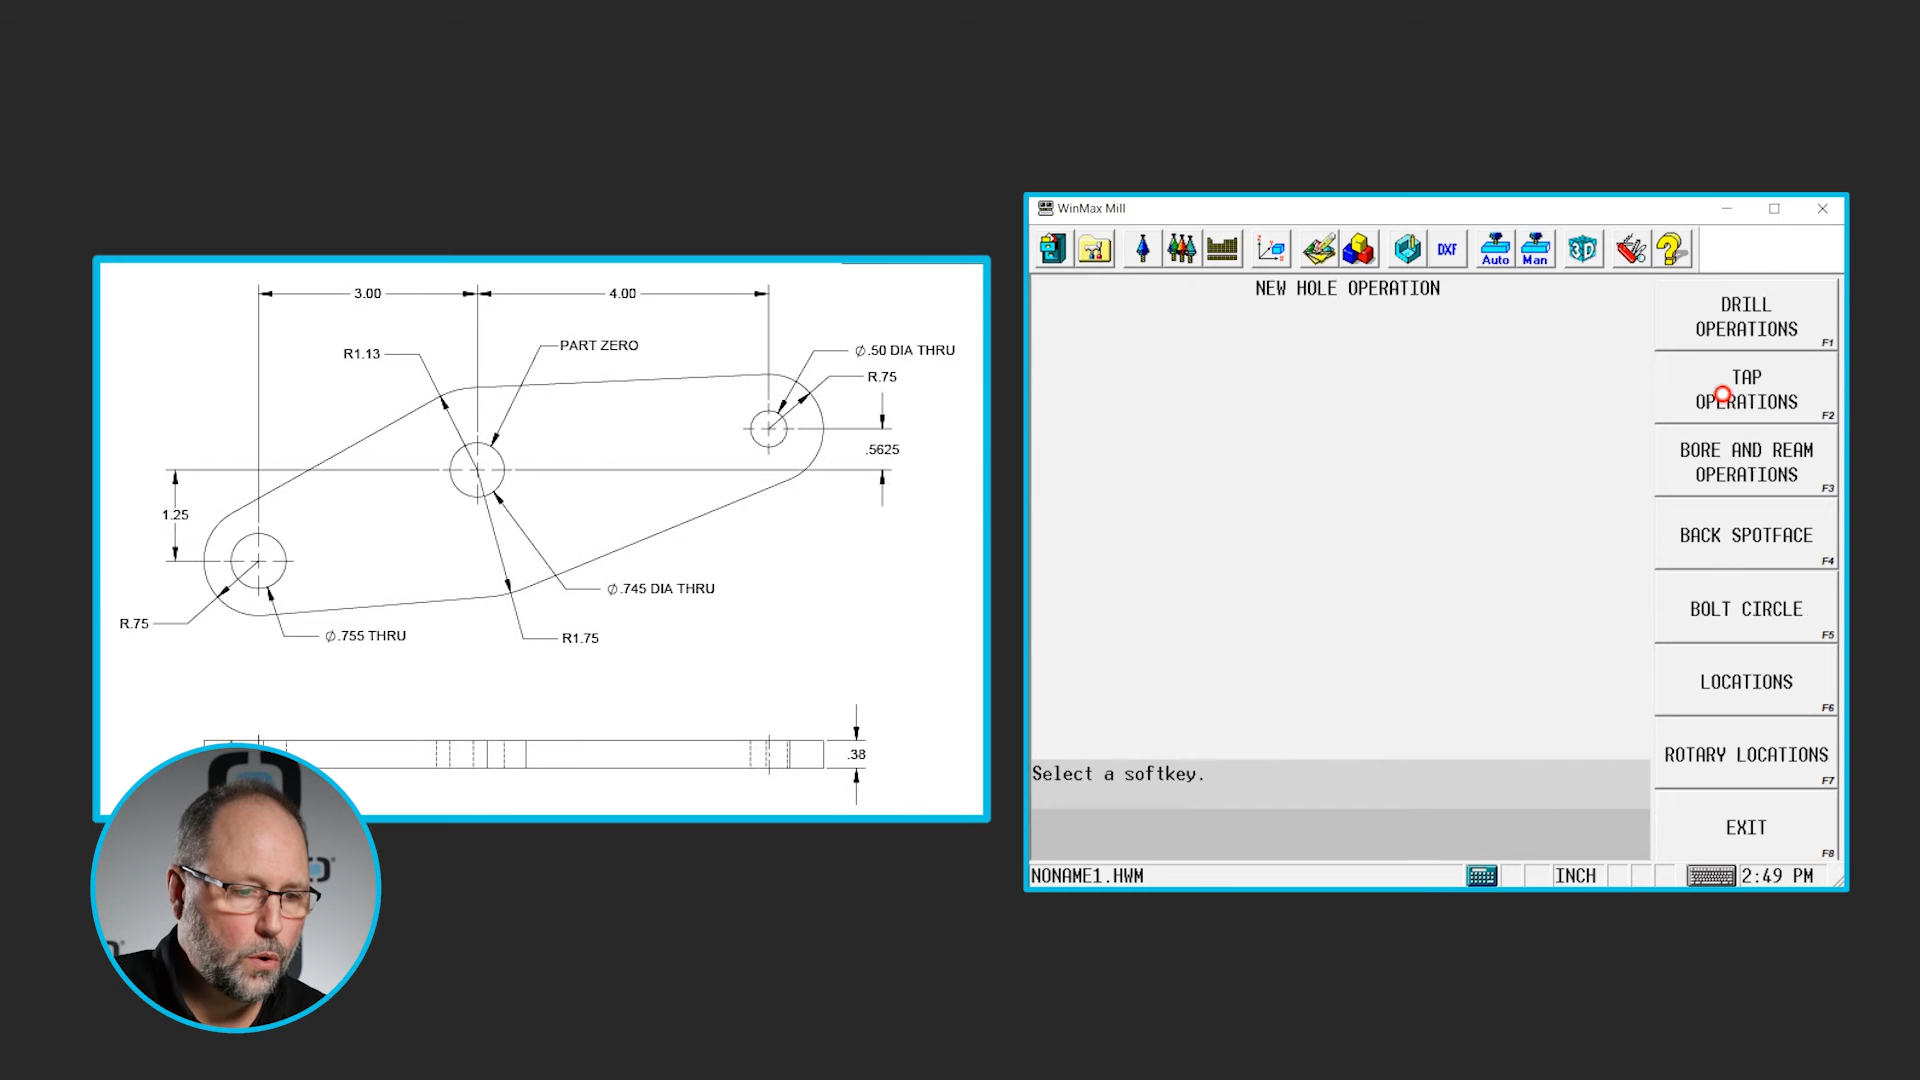 3.00
4.00
R1.13
PART ZERO
Ø.50 DIA THRU
R.75
.5625
1.25
Ø.745 DIA THRU
R.75
Ø.755 THRU
R1.75
.38
WinMax Mill
DXF
Auto
Man
3D
NEW HOLE OPERATION
DRILL
OPERATIONS
F1
TAP
OPERATIONS
F2
BORE AND REAM
OPERATIONS
F3
BACK SPOTFACE
F4
BOLT CIRCLE
F5
LOCATIONS
F6
ROTARY LOCATIONS
F7
EXIT
F8
Select a softkey.
NONAME1.HWM
INCH
2:49 PM